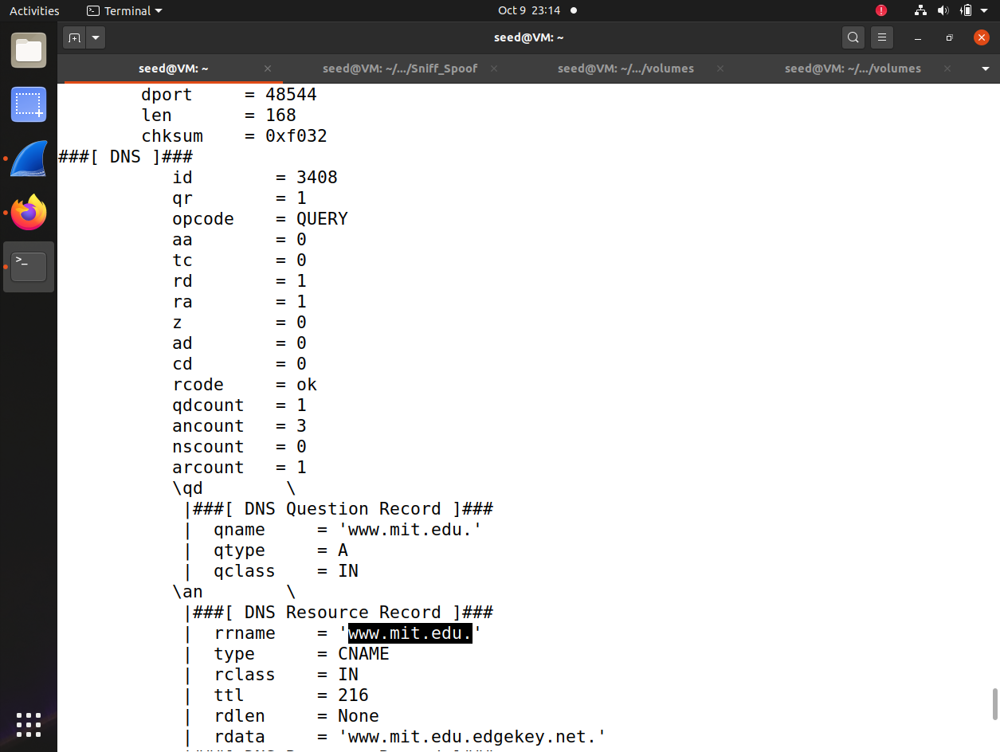 Activities Terminal Oct 9 23:14
seed@VM: ~
seed@VM: ~ seed@VM: ~/.../Sniff_Spoof seed@VM: ~/.../volumes seed@VM: ~/.../volumes
dport = 48544
len = 168
chksum = 0xf032
###[ DNS ]###
id = 3408
qr = 1
opcode = QUERY
aa = 0
tc = 0
rd = 1
ra = 1
z = 0
ad = 0
cd = 0
rcode = ok
qdcount = 1
ancount = 3
nscount = 0
arcount = 1
\qd \
|###[ DNS Question Record ]###
| qname = 'www.mit.edu.'
| qtype = A
| qclass = IN
\an \
|###[ DNS Resource Record ]###
| rrname = 'www.mit.edu.'
| type = CNAME
| rclass = IN
| ttl = 216
| rdlen = None
| rdata = 'www.mit.edu.edgekey.net.'